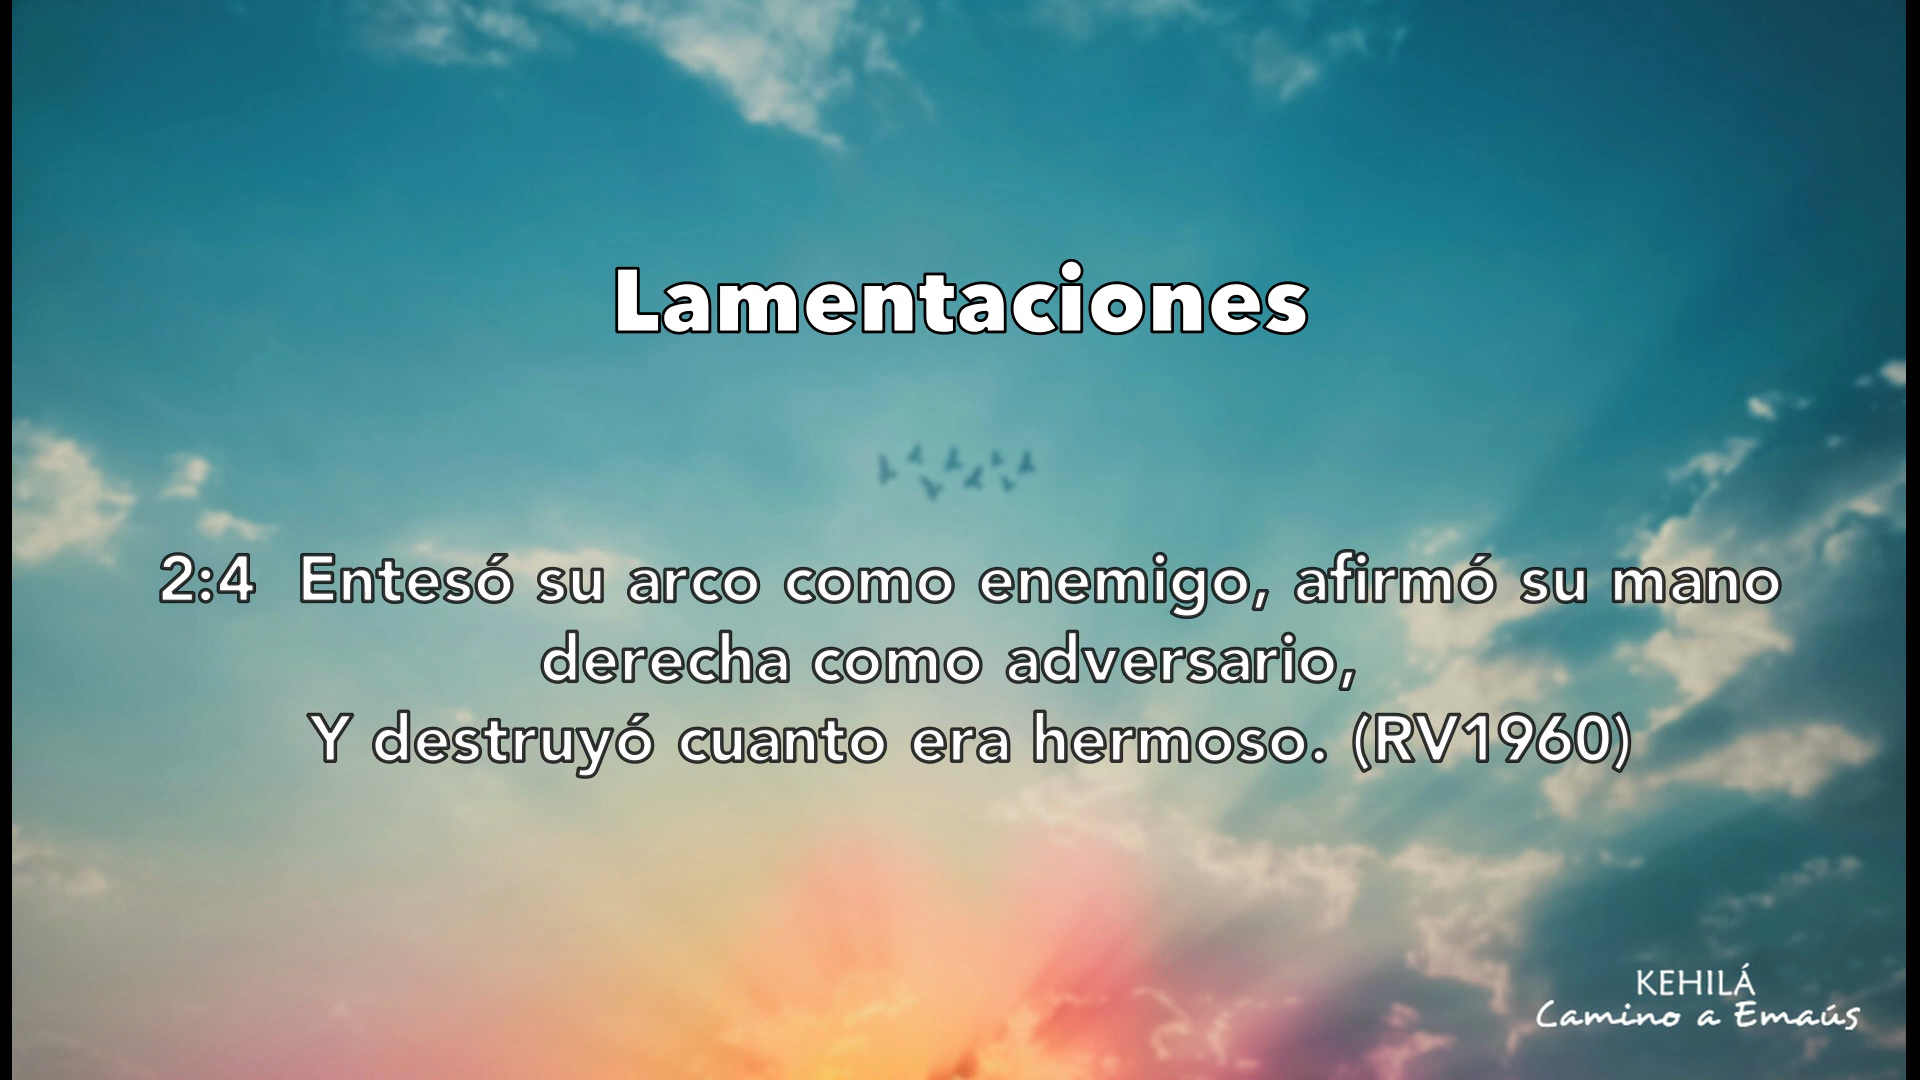 Lamentaciones
2:4 Entesó su arco como enemigo, afirmó su mano
derecha como adversario,
Y destruyó cuanto era hermoso. (RV1960)
KEHILÁ
Camino a Emaús